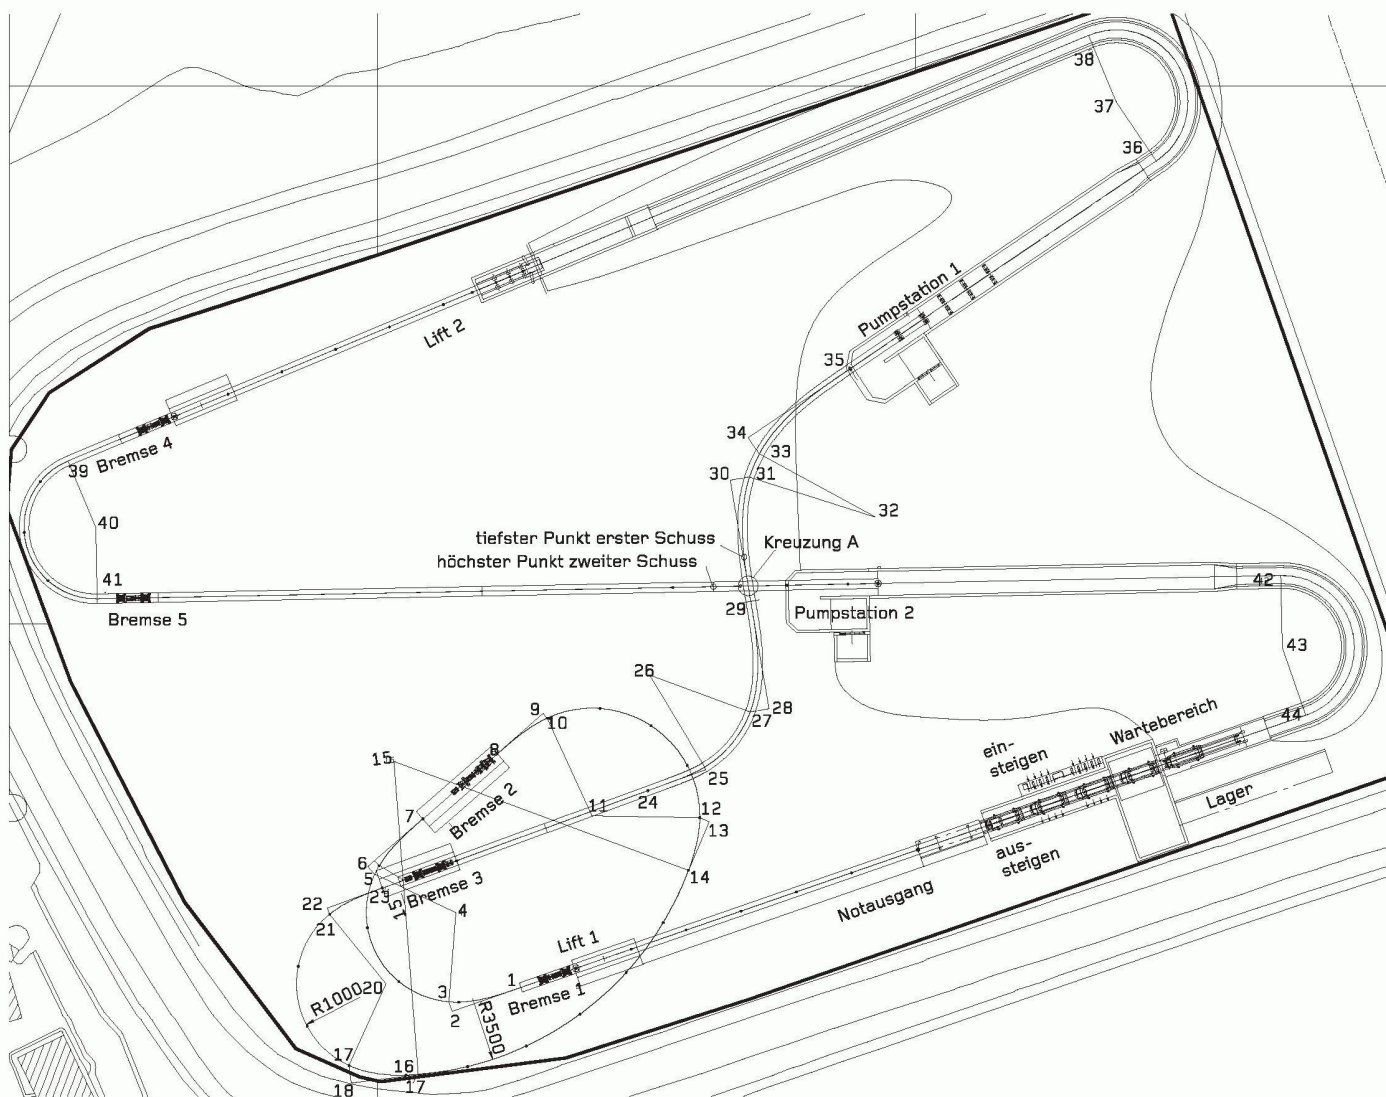 38
37
36
Pumpstation 1
Lift 2
35
34
33
30
31
32
39
Bremse 4
40
tiefster Punkt erster Schuss
höchster Punkt zweiter Schuss
Kreuzung A
41
Bremse 5
29
Pumpstation 2
42
43
44
26
28
27
25
9
10
8
15
7
Bremse 2
11
24
12
13
14
ein-
steigen
Wartebereich
Lager
aus-
steigen
Notausgang
6
5
Bremse 3
23
15
22
21
4
Lift 1
1
Bremse 1
3
2
R1000
20
R3500
17
16
17
18